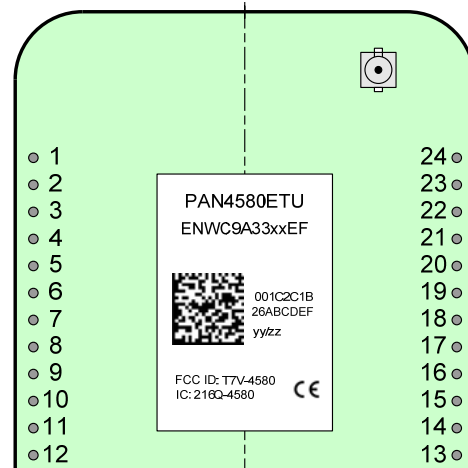 1 24
2 23
3 22
4 21
5 20
6 19
7 18
8 17
9 16
10 15
11 14
12 13
PAN4580ETU
ENWC9A33xxEF
001C2C1B
26ABCDEF
yy/zz
FCC ID: T7V-4580
IC: 216Q-4580
CE